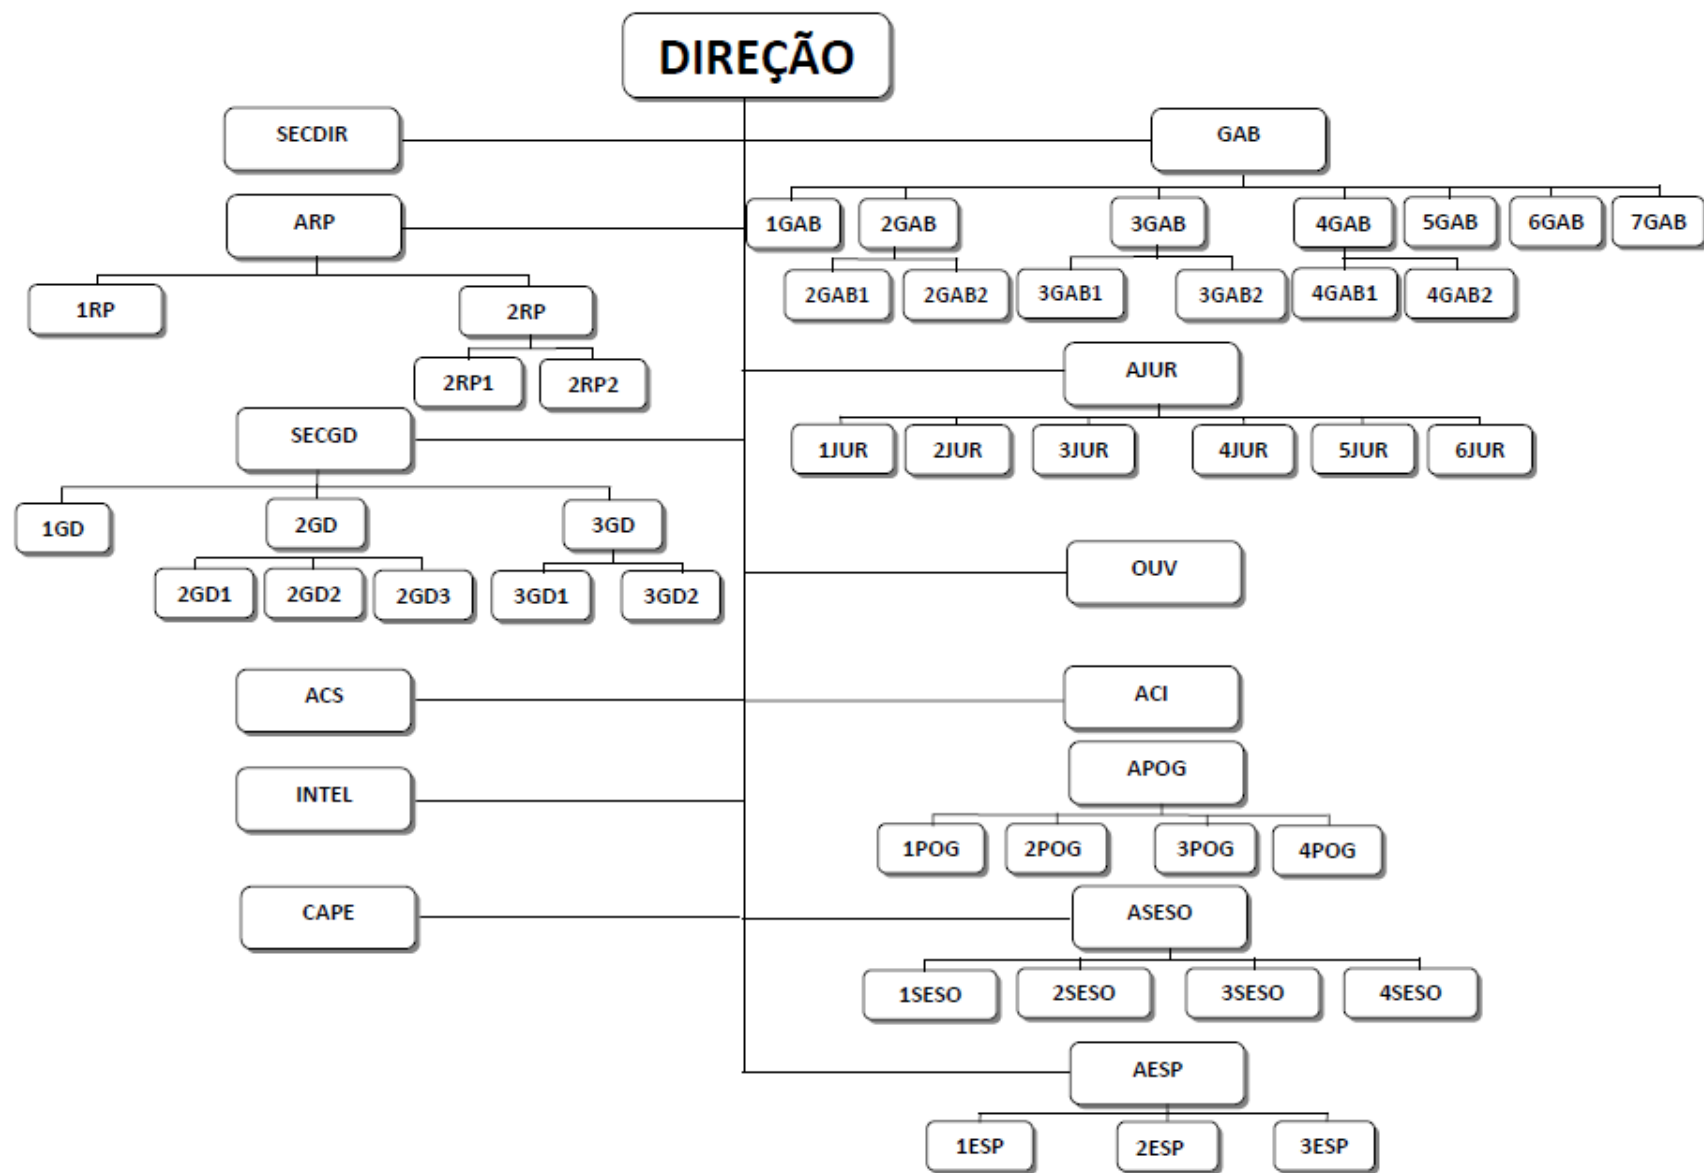 DIREÇÃO
SECDIR
GAB
ARP
1GAB
2GAB
3GAB
4GAB
5GAB
6GAB
7GAB
1RP
2RP
2GAB1
2GAB2
3GAB1
3GAB2
4GAB1
4GAB2
2RP1
2RP2
AJUR
SECGD
1JUR
2JUR
3JUR
4JUR
5JUR
6JUR
1GD
2GD
3GD
OUV
2GD1
2GD2
2GD3
3GD1
3GD2
ACS
ACI
INTEL
APOG
1POG
2POG
3POG
4POG
CAPE
ASESO
1SESO
2SESO
3SESO
4SESO
AESP
1ESP
2ESP
3ESP